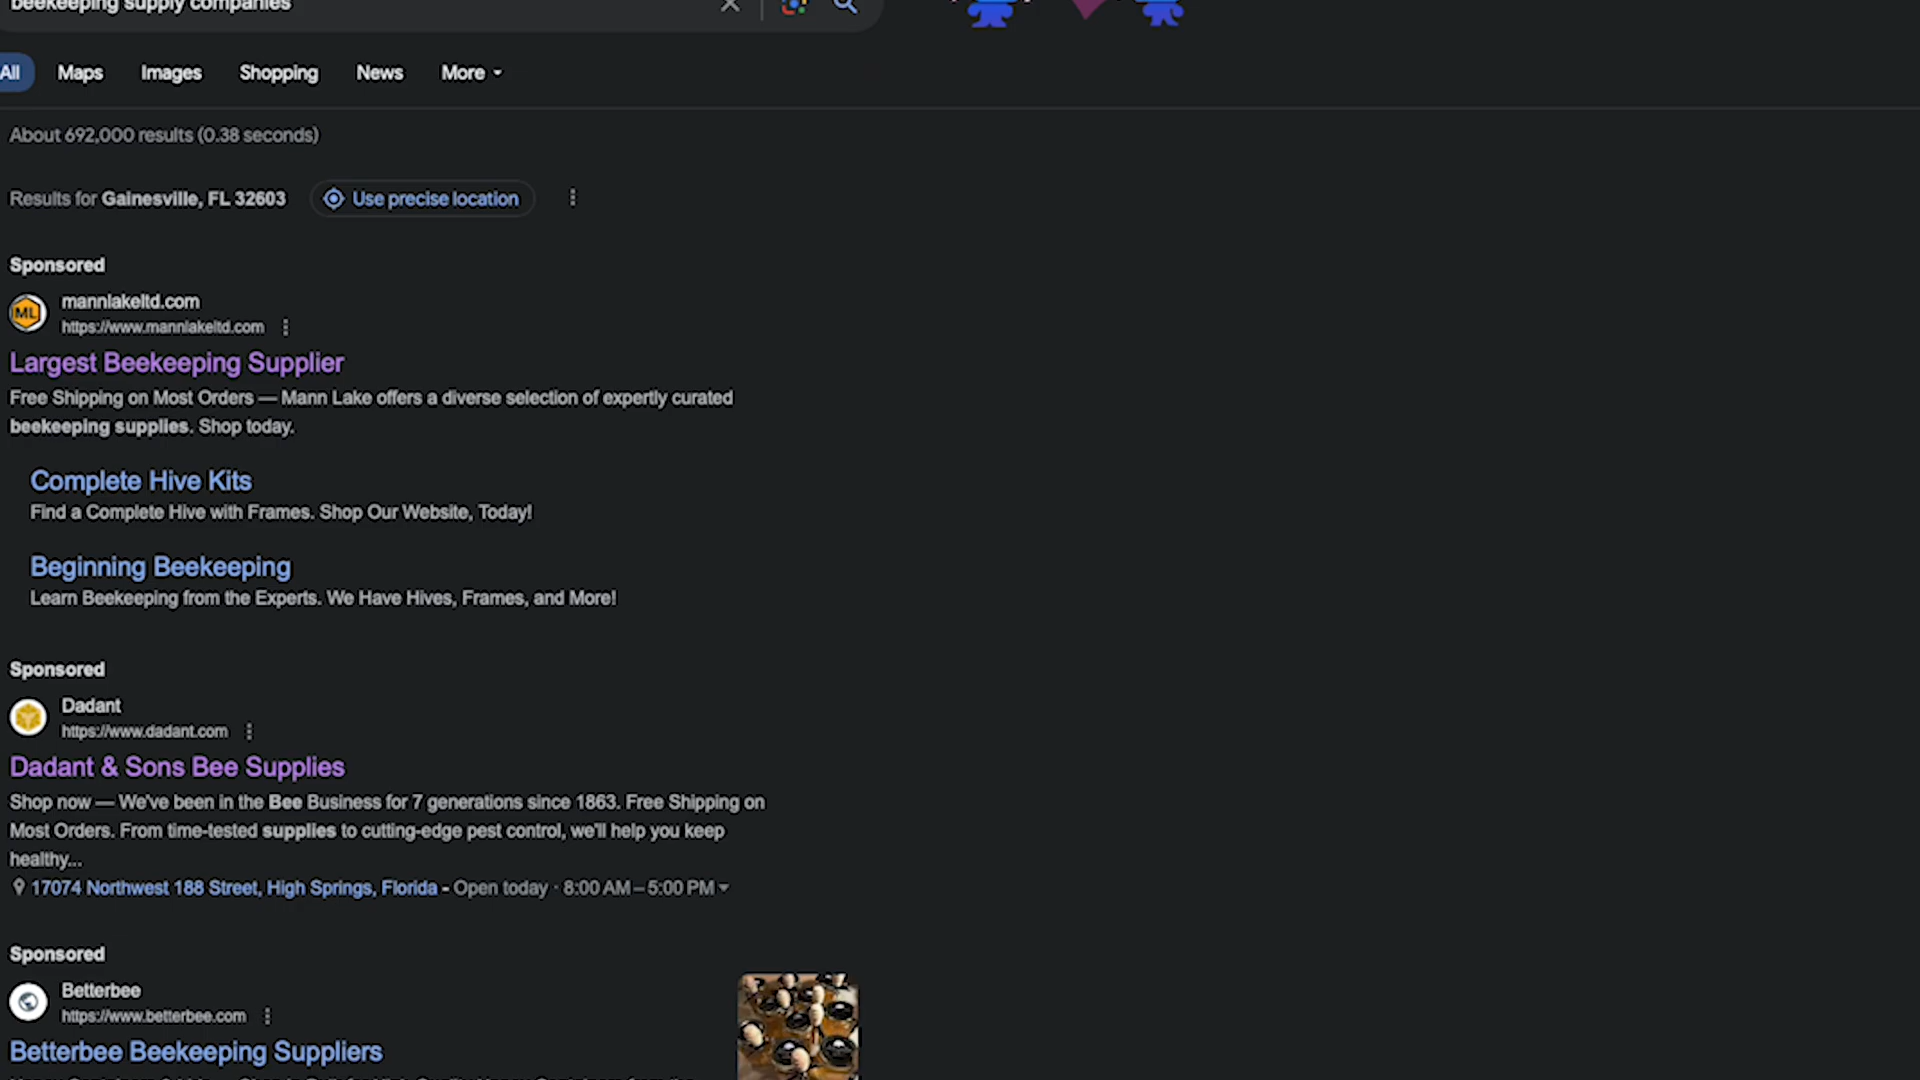 beekeeping supply companies
All Maps Images Shopping News More
About 692,000 results (0.38 seconds)
Results for Gainesville, FL 32603 Use precise location
Sponsored
ML
mannlakeltd.com
https://www.mannlakeltd.com
Largest Beekeeping Supplier
Free Shipping on Most Orders — Mann Lake offers a diverse selection of expertly curated
beekeeping supplies. Shop today.
Complete Hive Kits
Find a Complete Hive with Frames. Shop Our Website, Today!
Beginning Beekeeping
Learn Beekeeping from the Experts. We Have Hives, Frames, and More!
Sponsored
Dadant
https://www.dadant.com
Dadant & Sons Bee Supplies
Shop now — We've been in the Bee Business for 7 generations since 1863. Free Shipping on
Most Orders. From time-tested supplies to cutting-edge pest control, we'll help you keep
healthy...
17074 Northwest 188 Street, High Springs, Florida - Open today · 8:00 AM – 5:00 PM
Sponsored
Betterbee
https://www.betterbee.com
Betterbee Beekeeping Suppliers